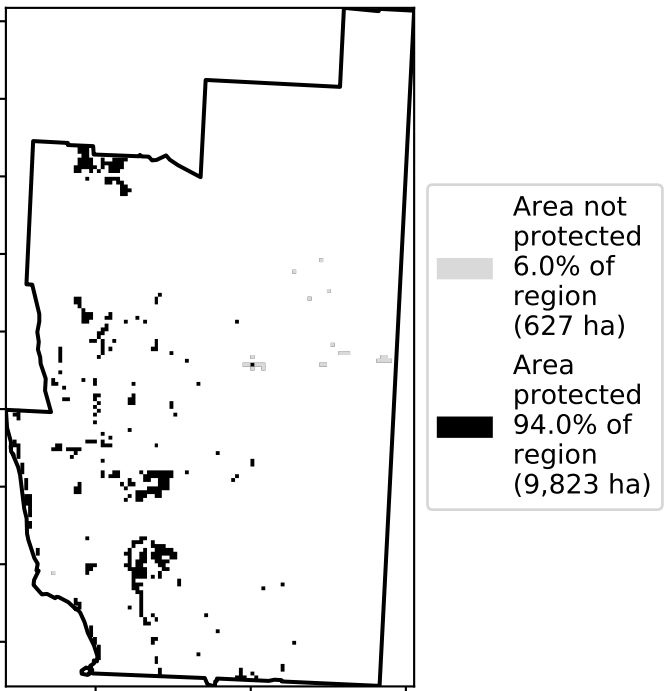 Area not
protected
6.0% of
region
(627 ha)
Area
protected
94.0% of
region
(9,823 ha)